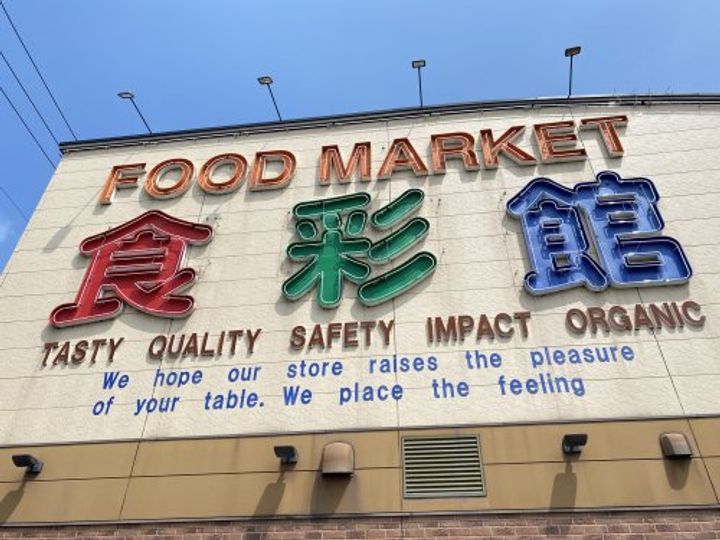 FOOD MARKET
食彩館
TASTY QUALITY SAFETY IMPACT ORGANIC
We hope our store raises the pleasure
of your table. We place the feeling